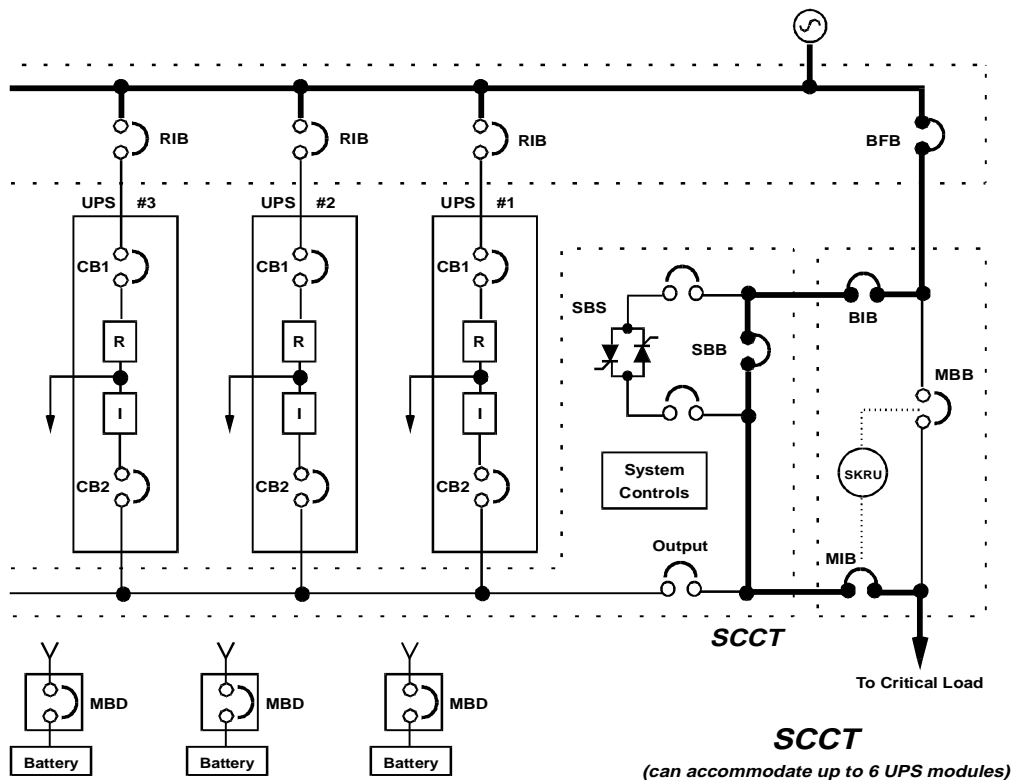 RIB RIB RIB BFB
UPS #3 UPS #2 UPS #1
CB1 CB1 CB1
SBS
BIB
R R R
SBB
MBB
I I I
System
Controls
SKRU
CB2 CB2 CB2
Output
MIB
SCCT
To Critical Load
MBD MBD MBD
Battery Battery Battery
SCCT
(can accommodate up to 6 UPS modules)